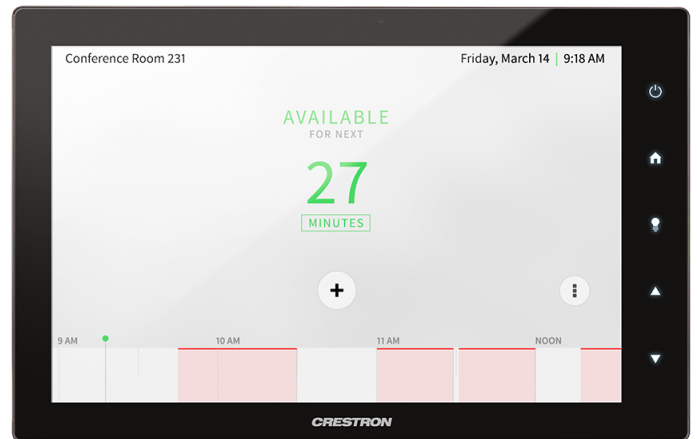 Conference Room 231
Friday, March 14 | 9:18 AM
AVAILABLE
FOR NEXT
27
MINUTES
9 AM
10 AM
11 AM
NOON
CRESTRON